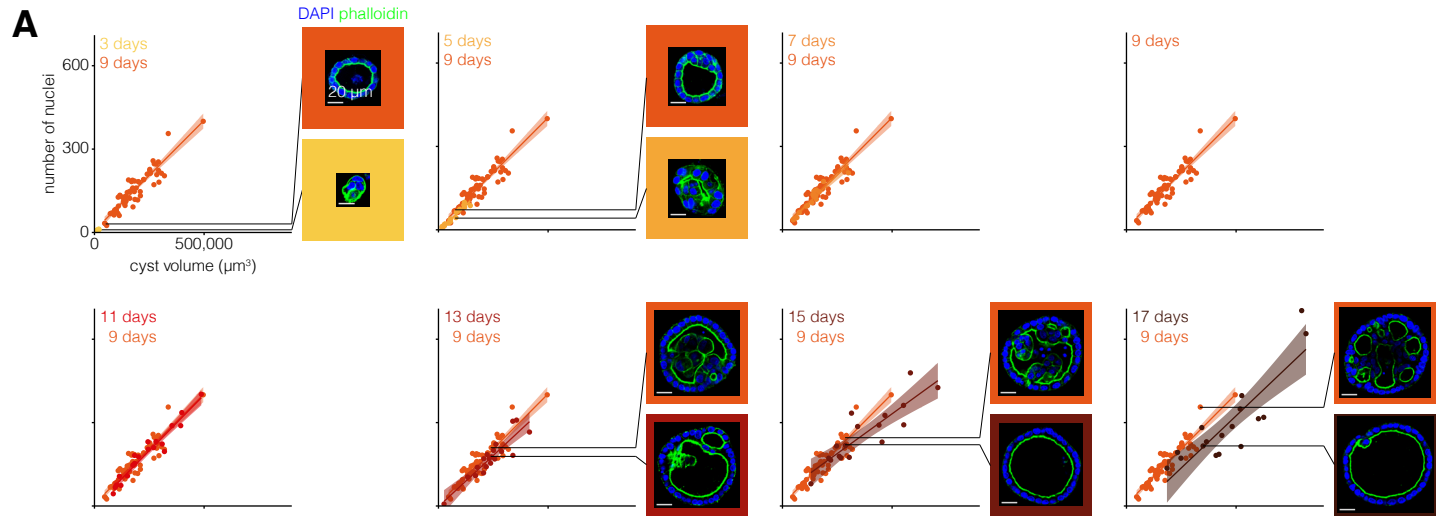 A
DAPI phalloidin
3 days
9 days
600
300
0
0
500,000
number of nuclei
cyst volume (µm³)
20 µm
5 days
9 days
7 days
9 days
9 days
11 days
9 days
13 days
9 days
15 days
9 days
17 days
9 days